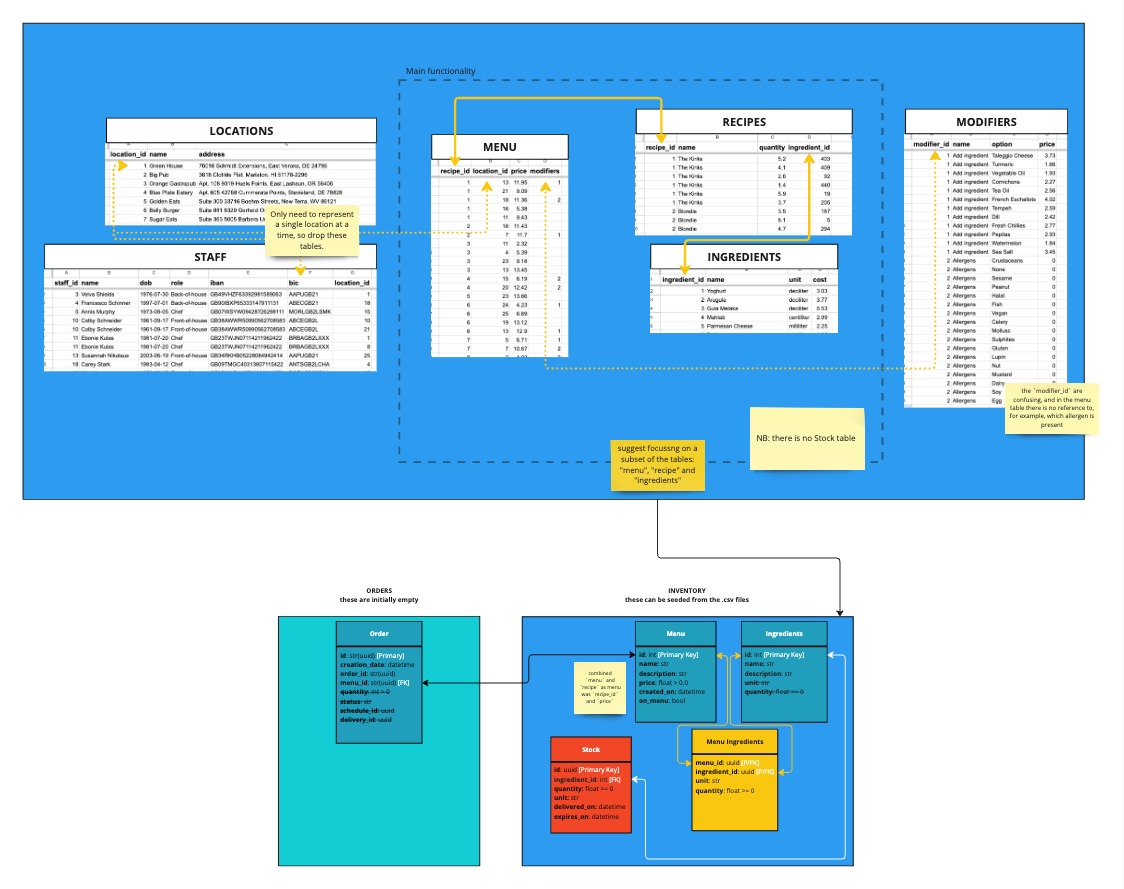 Main functionality
LOCATIONS
location_id name address
1 Green House 76016 Schmidt Extensions, East Verona, DE 24796
2 Big Pub 3618 Clotilde Flat, Mariston, HI 51178-2296
3 Orange Gastropub Apt. 108 9319 Huels Points, East Lashaun, OR 56406
4 Blue Plate Eatery Apt. 605 42768 Cummerata Points, Steineland, DE 76828
5 Golden Eats Suite 300 33716 Boehm Streets, New Terra, WV 86121
6 Belly Burger Suite 881 5329 Gerhold
7 Sugar Eats Suite 363 5005 Barbera
Only need to represent
a single location at a
time, so drop these
tables.
STAFF
staff_id name dob role iban bic location_id
3 Velva Shields 1976-07-30 Back-of-house GB49VHZF63392981589063 AAPUGB21 1
4 Francesco Schinner 1997-07-01 Back-of-house ABECGB21 18
5 Annis Murphy 1973-08-05 Chef MORLGB2LSMK 15
10 Colby Schneider 1961-09-17 Front-of-house GB38AWWR50990562708583 ABCEGB2L 10
10 Colby Schneider 1961-09-17 Front-of-house GB38AWWR50990562708583 ABCEGB2L 21
11 Ebonie Kulas 1981-06-20 Chef GB23TWJN07114211962422 BRBAGB2LXXX 1
11 Ebonie Kulas 1981-06-20 Chef GB23TWJN07114211962422 BRBAGB2LXXX 8
13 Susannah Nikolaus 2003-06-19 Front-of-house AAPUGB21 25
18 Carey Stark 1993-04-12 Chef GB09TMGC40313807115422 ANTSGB2LCHA 4
MENU
recipe_id location_id price modifiers
1 13 11.95 1
1 21 9.09
1 18 11.36 2
1 16 5.38
1 11 9.43
2 18 11.43
2 7 11.7 1
3 11 2.32
3 4 5.39
3 23 9.18
3 13 13.45
4 15 6.19 2
4 20 12.42 2
5 23 13.66
6 24 4.23 1
6 25 6.89
6 19 13.12
6 13 12.9 1
7 5 6.71 1
7 7 10.67 2
RECIPES
recipe_id name quantity ingredient_id
1 The Kinks 5.2 403
1 The Kinks 4.1 409
1 The Kinks 2.6 92
1 The Kinks 1.4 440
1 The Kinks 5.9 19
1 The Kinks 3.7 205
2 Blondie 3.5 187
2 Blondie 5.1 5
2 Blondie 4.7 294
INGREDIENTS
ingredient_id name unit cost
1 Yoghurt deciliter 3.03
2 Arugula deciliter 3.77
3 Gula Melaka deciliter 0.53
4 Mahlab centiliter 2.99
5 Parmesan Cheese milliliter 2.25
MODIFIERS
modifier_id name option price
1 Add ingredient Taleggio Cheese 3.73
1 Add ingredient Turmeric 1.66
1 Add ingredient Vegetable Oil 1.93
1 Add ingredient Cornichons 2.27
1 Add ingredient Tea Oil 2.56
1 Add ingredient French Eschallots 4.02
1 Add ingredient Tempeh 2.59
1 Add ingredient Dill 2.42
1 Add ingredient Fresh Chillies 2.77
1 Add ingredient Pepitas 2.93
1 Add ingredient Watermelon 1.84
1 Add ingredient Sea Salt 3.45
2 Allergens Crustaceans 0
2 Allergens None 0
2 Allergens Sesame 0
2 Allergens Peanut 0
2 Allergens Halal 0
2 Allergens Fish 0
2 Allergens Vegan 0
2 Allergens Celery 0
2 Allergens Mollusc 0
2 Allergens Sulphites 0
2 Allergens Gluten 0
2 Allergens Lupin 0
2 Allergens Nut 0
2 Allergens Mustard 0
2 Allergens Dairy
2 Allergens Soy
2 Allergens Egg
the `modifier_id` are
confusing, and in the menu
table there is no reference to,
for example, which allergen is
present
NB: there is no Stock table
suggest focussng on a
subset of the tables:
"menu", "recipe" and
"ingredients"
ORDERS
these are initially empty
Order
id: str(uuid) [Primary]
creation_date: datetime
order_id: str(uuid)
menu_id: str(uuid) [FK]
quantity: int > 0
status: str
schedule_id: uuid
delivery_id: uuid
INVENTORY
these can be seeded from the .csv files
Menu
id: int [Primary Key]
name: str
description: str
price: float > 0.0
created_on: datetime
on_menu: bool
combined
`menu` and
`recipe` as menu
was `recipe_id`
and `price`
Ingredients
id: int [Primary Key]
name: str
description: str
unit: str
quantity: float >= 0
Stock
id: uuid [Primary Key]
ingredient_id: int [FK]
quantity: float >= 0
unit: str
delivered_on: datetime
expires_on: datetime
Menu Ingredients
menu_id: uuid [P/FK]
ingredient_id: uuid [P/FK]
unit: str
quantity: float >= 0